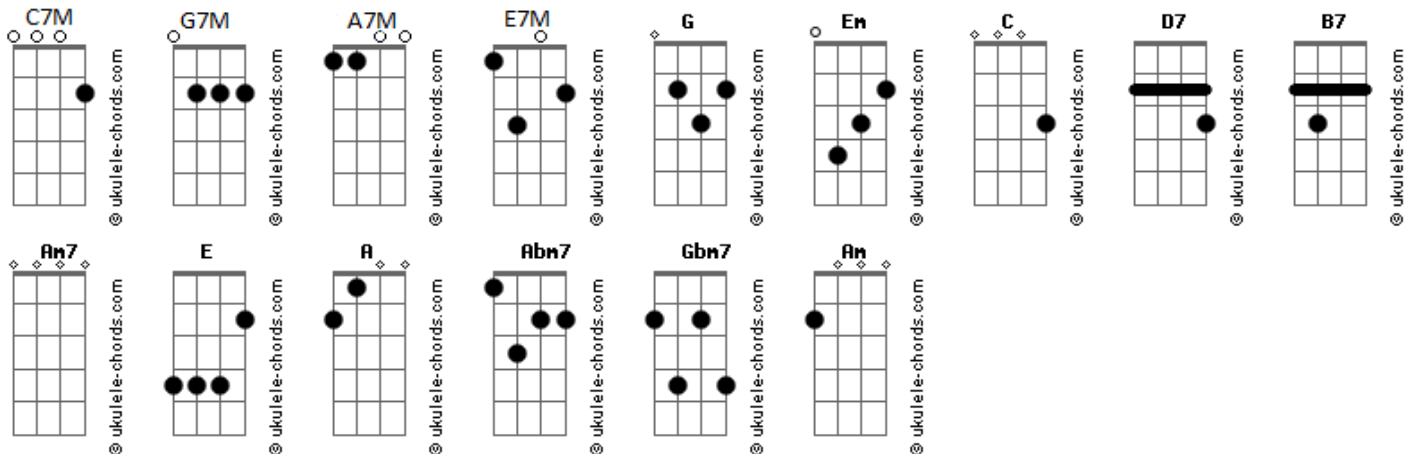 C7M G7M A7M E7M G Em C D7 B7
© ukulele-chords.com © ukulele-chords.com © ukulele-chords.com © ukulele-chords.com © ukulele-chords.com © ukulele-chords.com © ukulele-chords.com © ukulele-chords.com © ukulele-chords.com
Am7 E A Abm7 Gbm7 Am
© ukulele-chords.com © ukulele-chords.com © ukulele-chords.com © ukulele-chords.com © ukulele-chords.com © ukulele-chords.com